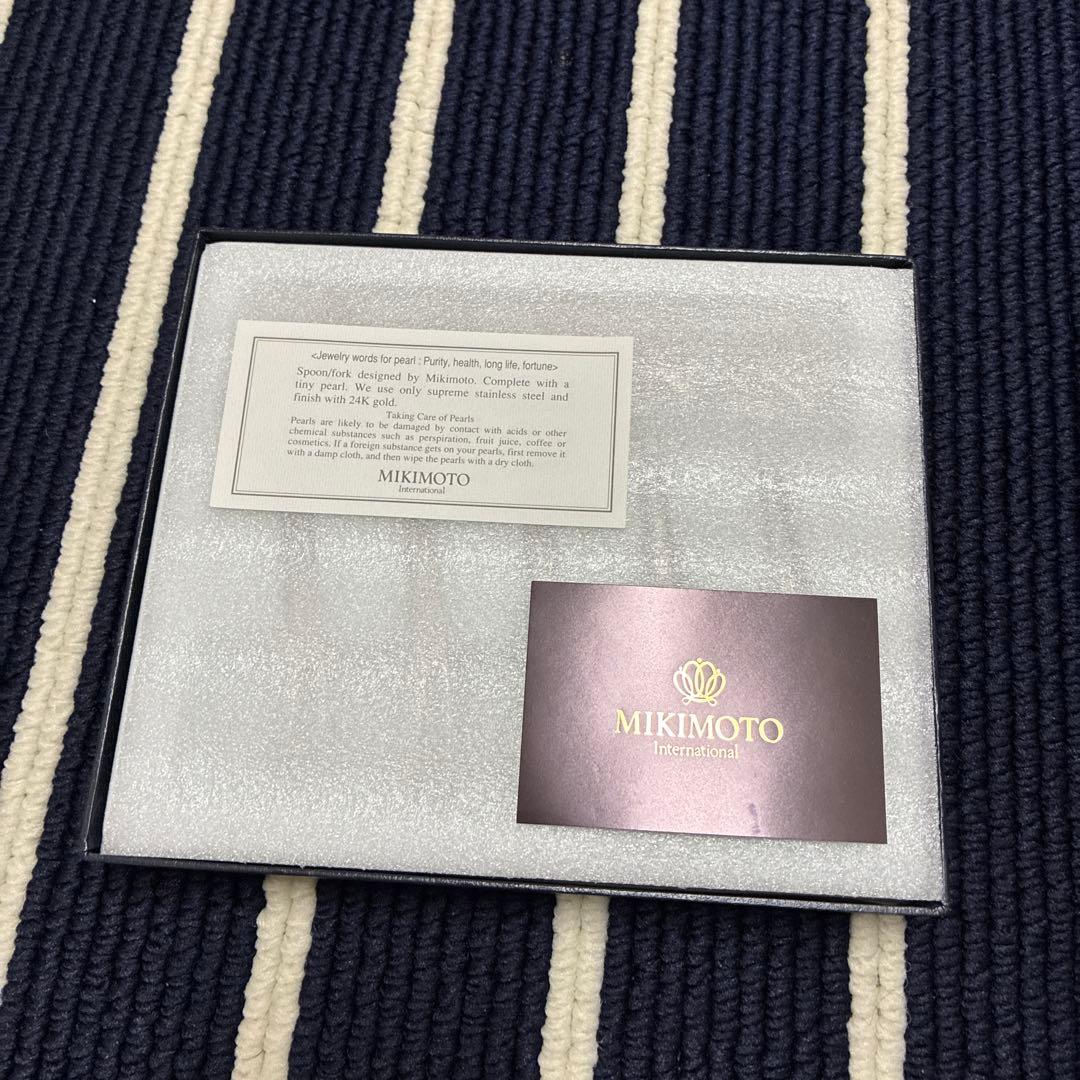 <Jewelry words for pearl : Purity, health, long life, fortune>
Spoon/fork designed by Mikimoto. Complete with a
tiny pearl. We use only supreme stainless steel and
finish with 24K gold.
Taking Care of Pearls
Pearls are likely to be damaged by contact with acids or other
chemical substances such as perspiration, fruit juice, coffee or
cosmetics. If a foreign substance gets on your pearls, first remove it
with a damp cloth, and then wipe the pearls with a dry cloth.
MIKIMOTO
International
MIKIMOTO
International